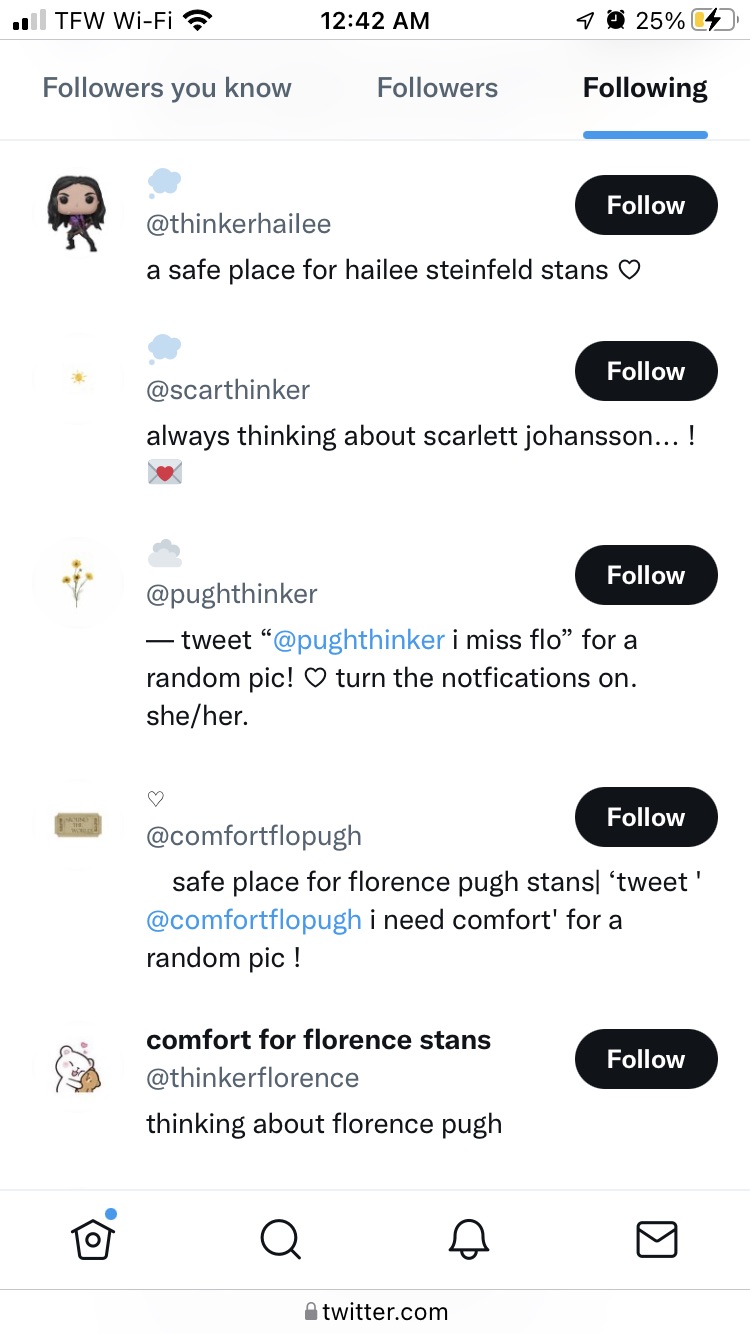 TFW Wi-Fi 12:42 AM 25%
Followers you know Followers Following
@thinkerhailee
Follow
a safe place for hailee steinfeld stans ♡
@scarthinker
Follow
always thinking about scarlett johansson... !
💌
@pughthinker
Follow
— tweet “@pughthinker i miss flo” for a
random pic! ♡ turn the notfications on.
she/her.
♡
@comfortflopugh
Follow
AROUND
THE
WORLD
safe place for florence pugh stans| ‘tweet '
@comfortflopugh i need comfort' for a
random pic !
comfort for florence stans
@thinkerflorence
Follow
thinking about florence pugh
twitter.com